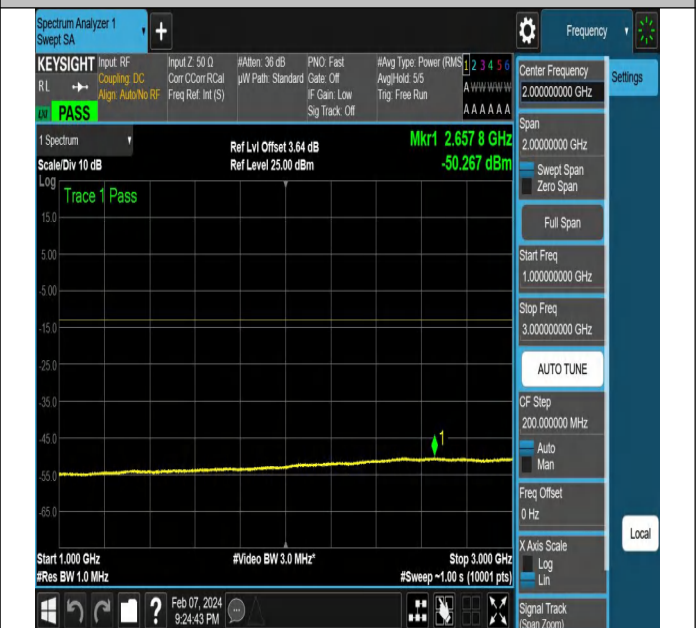 Spectrum Analyzer 1
Swept SA
+
Frequency
KEYSIGHT
RL
PASS
Input: RF
Coupling: DC
Align: Auto/No RF
Input Z: 50 Ω
Corr CCorr RCal
Freq Ref: Int (S)
#Atten: 36 dB
µW Path: Standard
PNO: Fast
Gate: Off
IF Gain: Low
Sig Track: Off
#Avg Type: Power (RMS
Avg|Hold: 5/5
Trig: Free Run
1 2 3 4 5 6
A W W W W W
A A A A A A
1 Spectrum
Scale/Div 10 dB
Ref Lvl Offset 3.64 dB
Ref Level 25.00 dBm
Mkr1 2.657 8 GHz
-50.267 dBm
Log
Trace 1 Pass
15.0
5.00
-5.00
-15.0
-25.0
-35.0
-45.0
-55.0
-65.0
1
Start 1.000 GHz
#Res BW 1.0 MHz
#Video BW 3.0 MHz*
Stop 3.000 GHz
#Sweep ~1.00 s (10001 pts)
?
Feb 07, 2024
9:24:43 PM
Center Frequency
2.000000000 GHz
Span
2.00000000 GHz
Swept Span
Zero Span
Full Span
Start Freq
1.000000000 GHz
Stop Freq
3.000000000 GHz
AUTO TUNE
CF Step
200.000000 MHz
Auto
Man
Freq Offset
0 Hz
X Axis Scale
Log
Lin
Signal Track
(Span Zoom)
Settings
Local